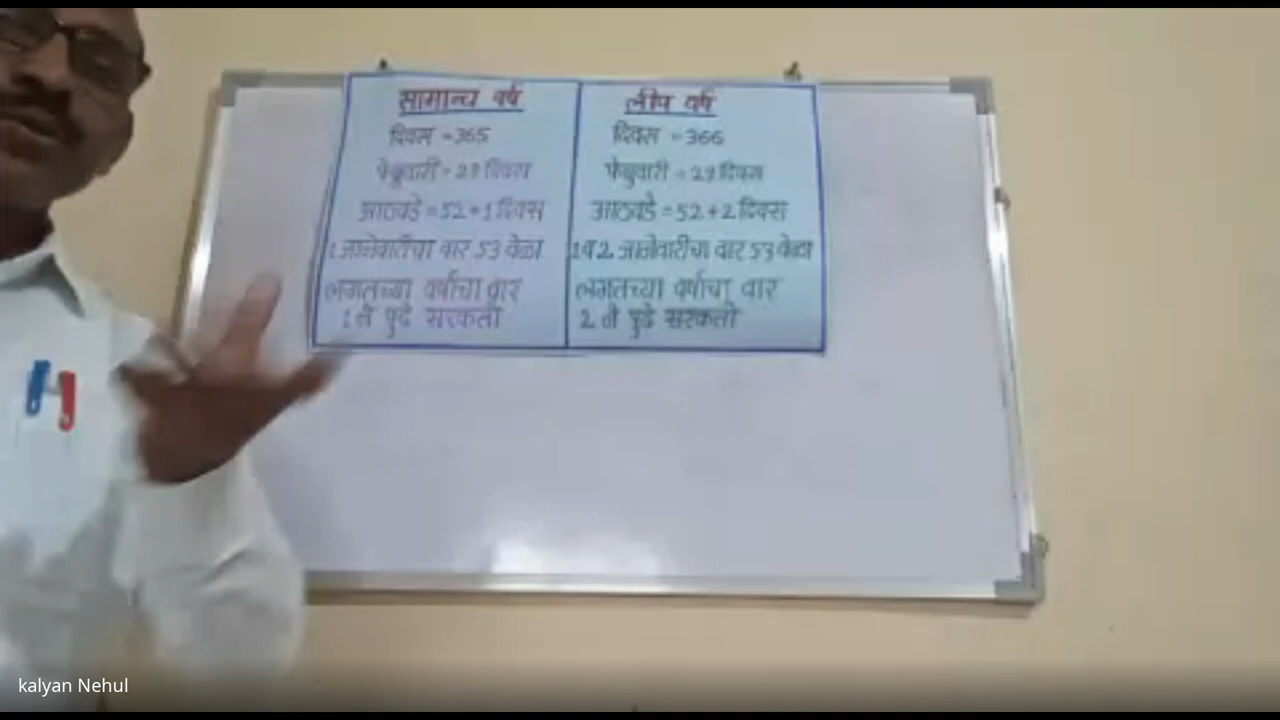 सामान्य वर्ष
दिवस = 365
फेब्रुवारी = 28 दिवस
आठवडे = 52 + 1 दिवस
1 जानेवारीचा वार 53 वेळा
लगतच्या वर्षाचा वार
1 ने पुढे सरकतो
लीप वर्ष
दिवस = 366
फेब्रुवारी = 29 दिवस
आठवडे = 52 + 2 दिवस
1 व 2 जानेवारीचा वार 53 वेळा
लगतच्या वर्षाचा वार
2 ने पुढे सरकतो
kalyan Nehul